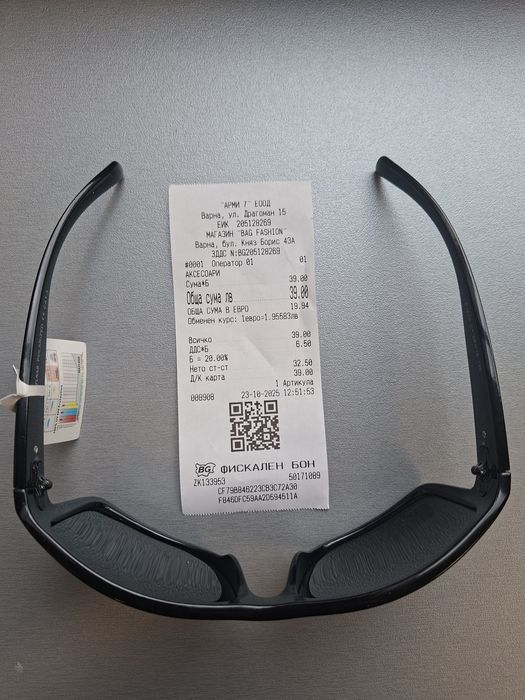 "АРМИ 7" ЕООД
Варна, ул. Драгоман 15
ЕИК 205128269
МАГАЗИН "BAG FASHION"
Варна, бул. Княз Борис 43А
ЗДДС N:BG205128269
#0001 Оператор 01 01
АКСЕСОАРИ
Сума*Б 39.00
Обща сума лв 39.00
ОБЩА СУМА В ЕВРО 19.94
Обменен курс: 1евро=1.95583лв
Всичко 39.00
ДДС*Б 6.50
Б = 20.00%
Нето ст-ст 32.50
Д/К карта 39.00
1 Артикула
008908 23-10-2025 12:51:53
BG ФИСКАЛЕН БОН
ZK133953 50171089
CF79B846223CB3C72A30
F846DFC59AA2D594511A